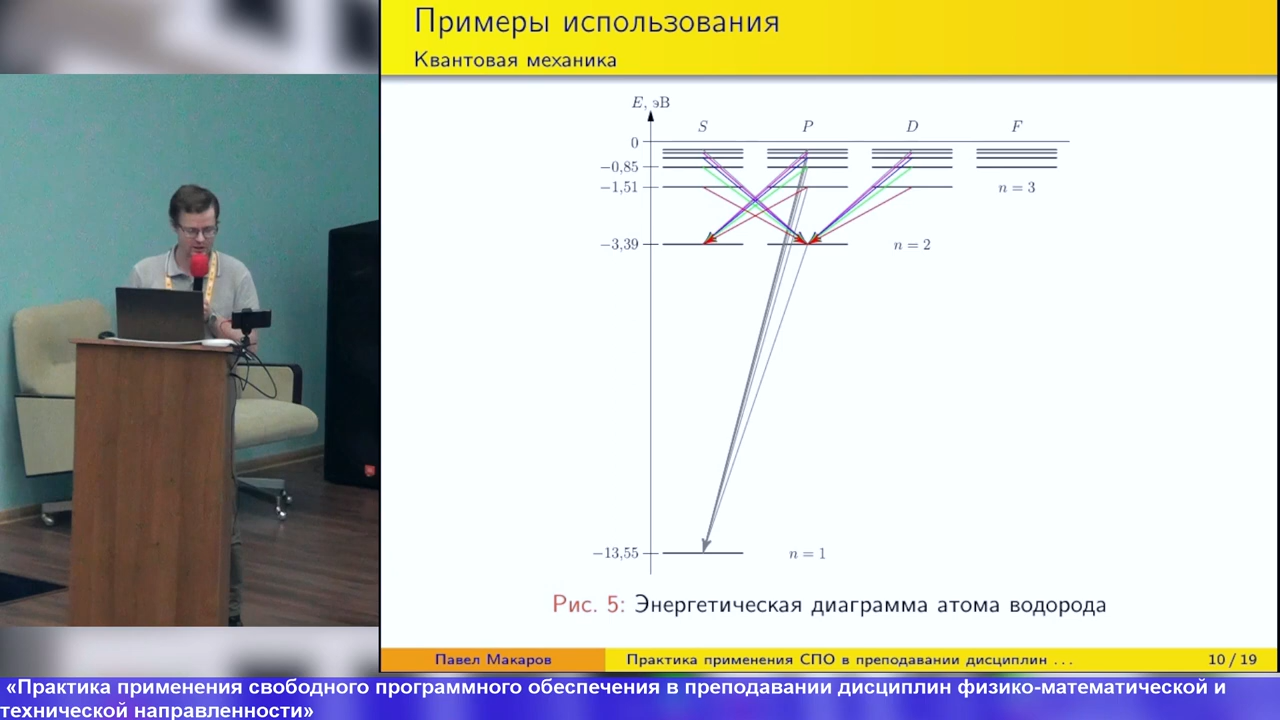 Примеры использования
Квантовая механика
E, эВ
S P D F
0
−0,85
−1,51 n = 3
−3,39 n = 2
−13,55 n = 1
Рис. 5: Энергетическая диаграмма атома водорода
Павел Макаров Практика применения СПО в преподавании дисциплин ... 10 / 19
«Практика применения свободного программного обеспечения в преподавании дисциплин физико-математической и
технической направленности»